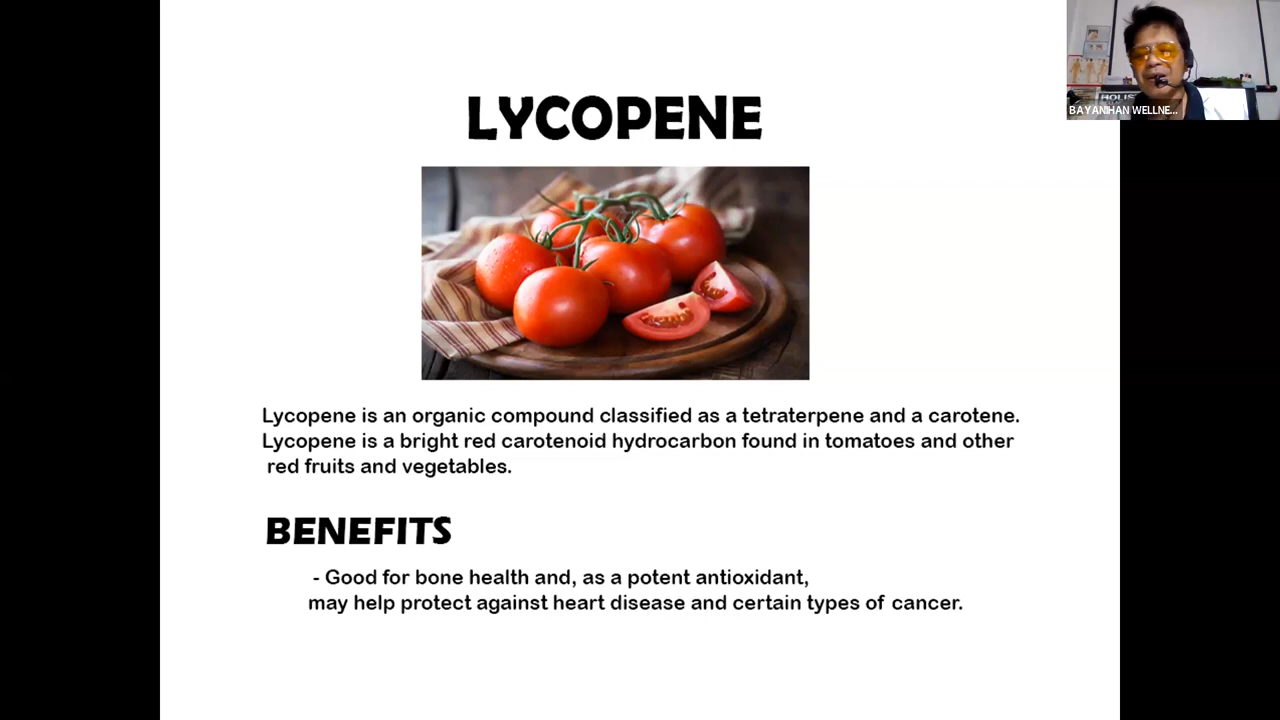 LYCOPENE
BAYANIHAN WELLNE...
Lycopene is an organic compound classified as a tetraterpene and a carotene.
Lycopene is a bright red carotenoid hydrocarbon found in tomatoes and other
red fruits and vegetables.
BENEFITS
- Good for bone health and, as a potent antioxidant,
may help protect against heart disease and certain types of cancer.